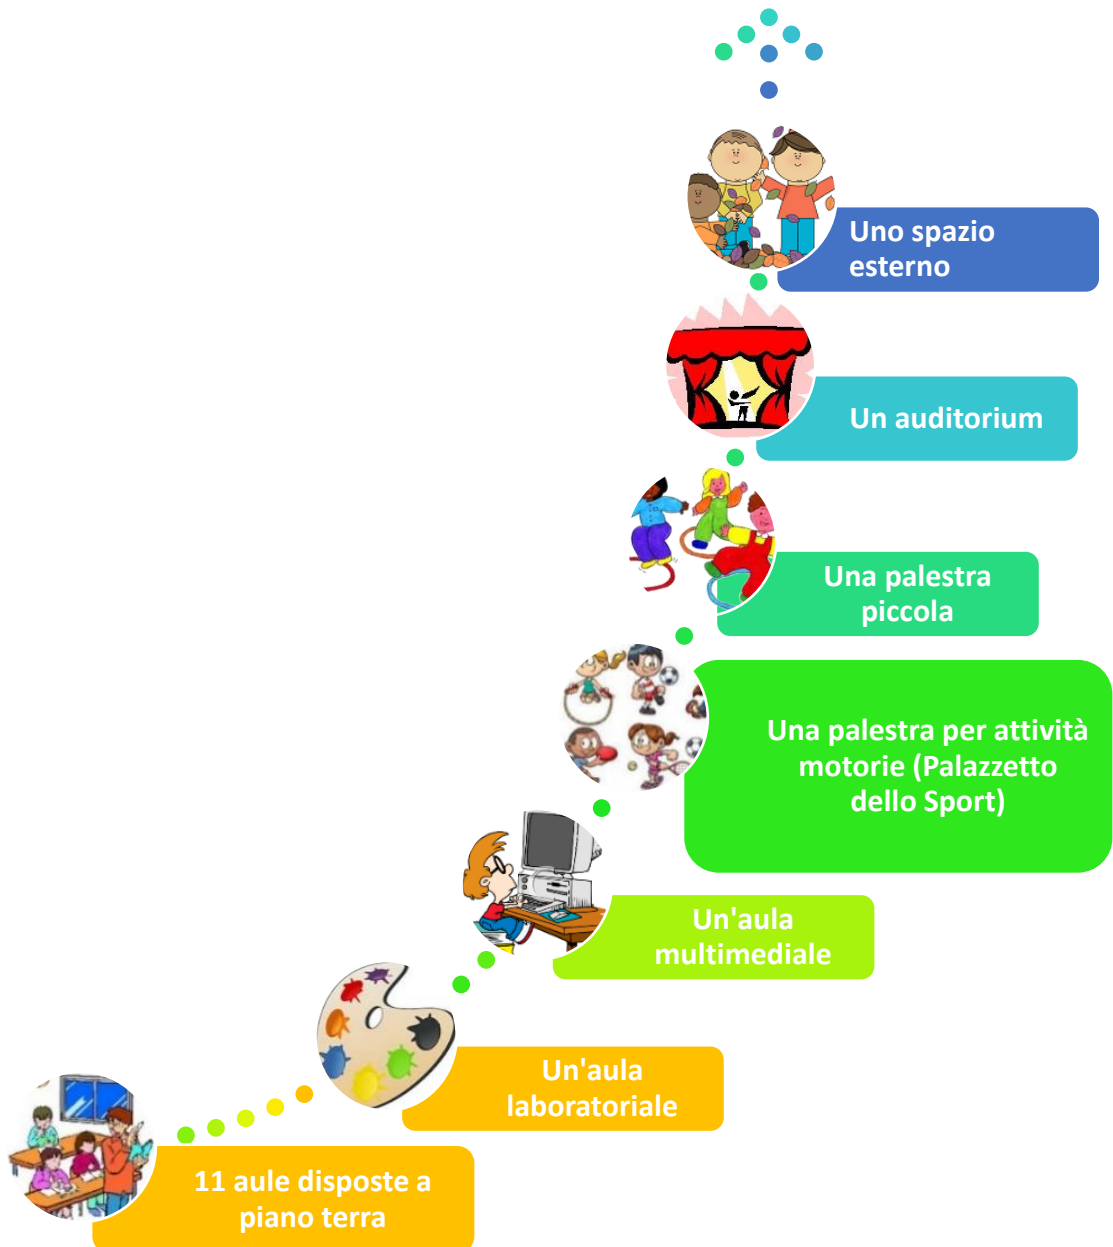 Uno spazio
esterno
Un auditorium
Una palestra
piccola
Una palestra per attività
motorie (Palazzetto
dello Sport)
Un'aula
multimediale
Un'aula
laboratoriale
11 aule disposte a
piano terra